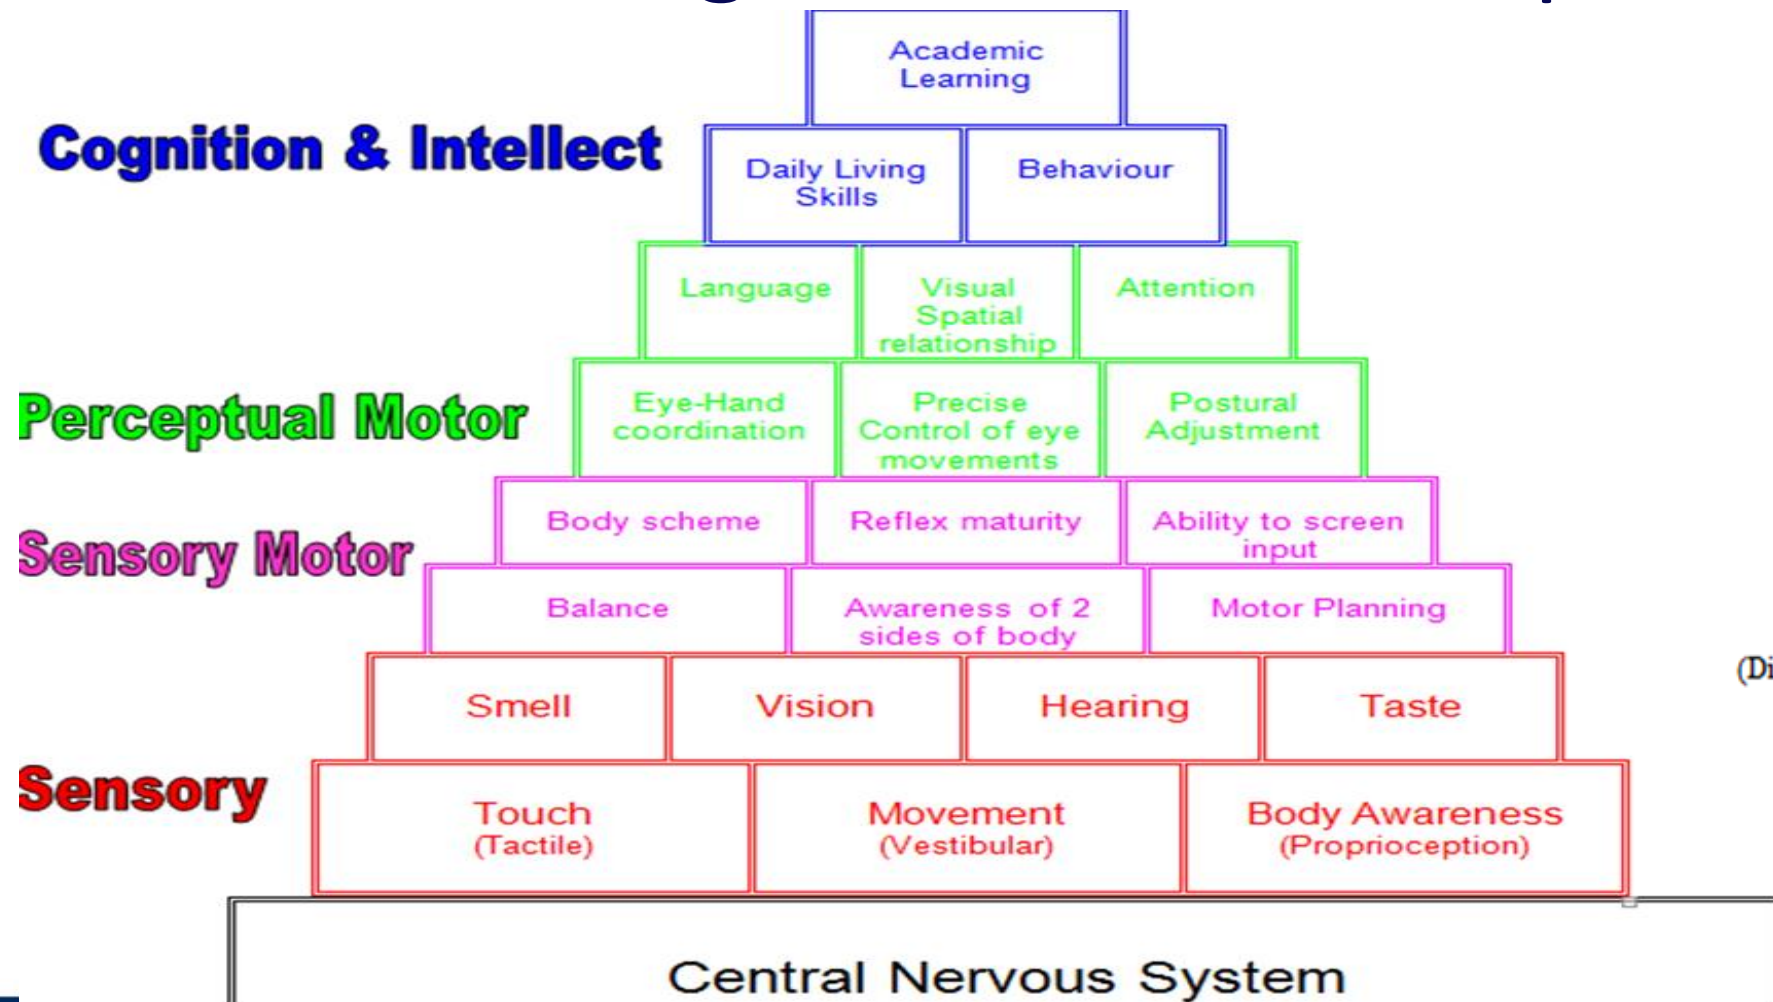 Academic
Learning
Cognition & Intellect
Daily Living
Skills
Behaviour
Language
Visual
Spatial
relationship
Attention
Perceptual Motor
Eye-Hand
coordination
Precise
Control of eye
movements
Postural
Adjustment
Sensory Motor
Body scheme
Reflex maturity
Ability to screen
input
Balance
Awareness of 2
sides of body
Motor Planning
Smell
Vision
Hearing
Taste
Sensory
Touch
(Tactile)
Movement
(Vestibular)
Body Awareness
(Proprioception)
Central Nervous System